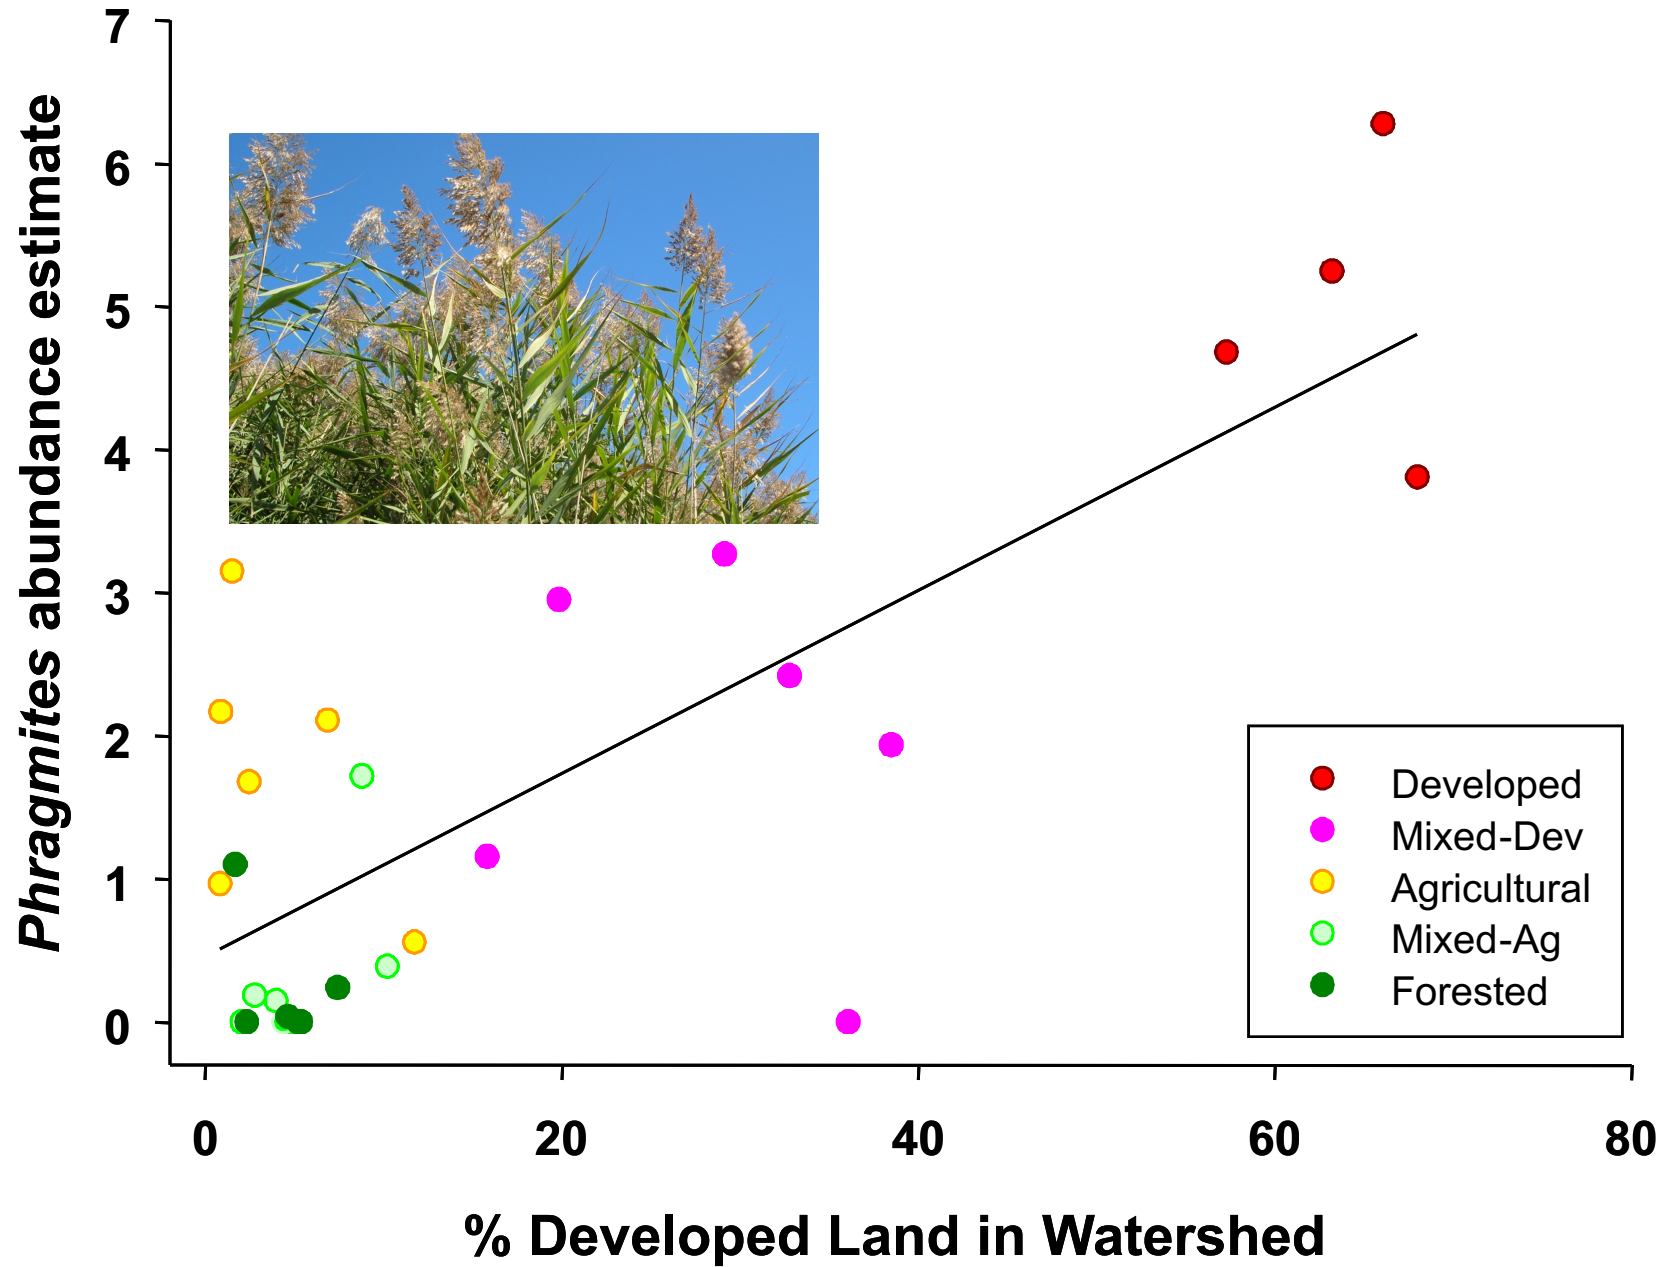 Phragmites abundance estimate
7
6
5
4
3
2
1
0
0 20 40 60 80
% Developed Land in Watershed
Developed
Mixed-Dev
Agricultural
Mixed-Ag
Forested